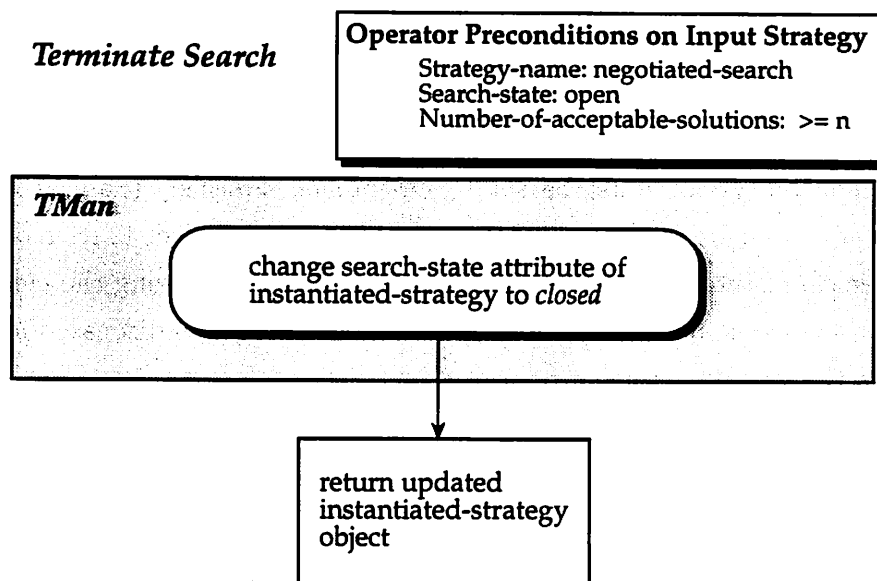 Terminate Search
Operator Preconditions on Input Strategy
Strategy-name: negotiated-search
Search-state: open
Number-of-acceptable-solutions: >= n
TMan
change search-state attribute of
instantiated-strategy to closed
return updated
instantiated-strategy
object